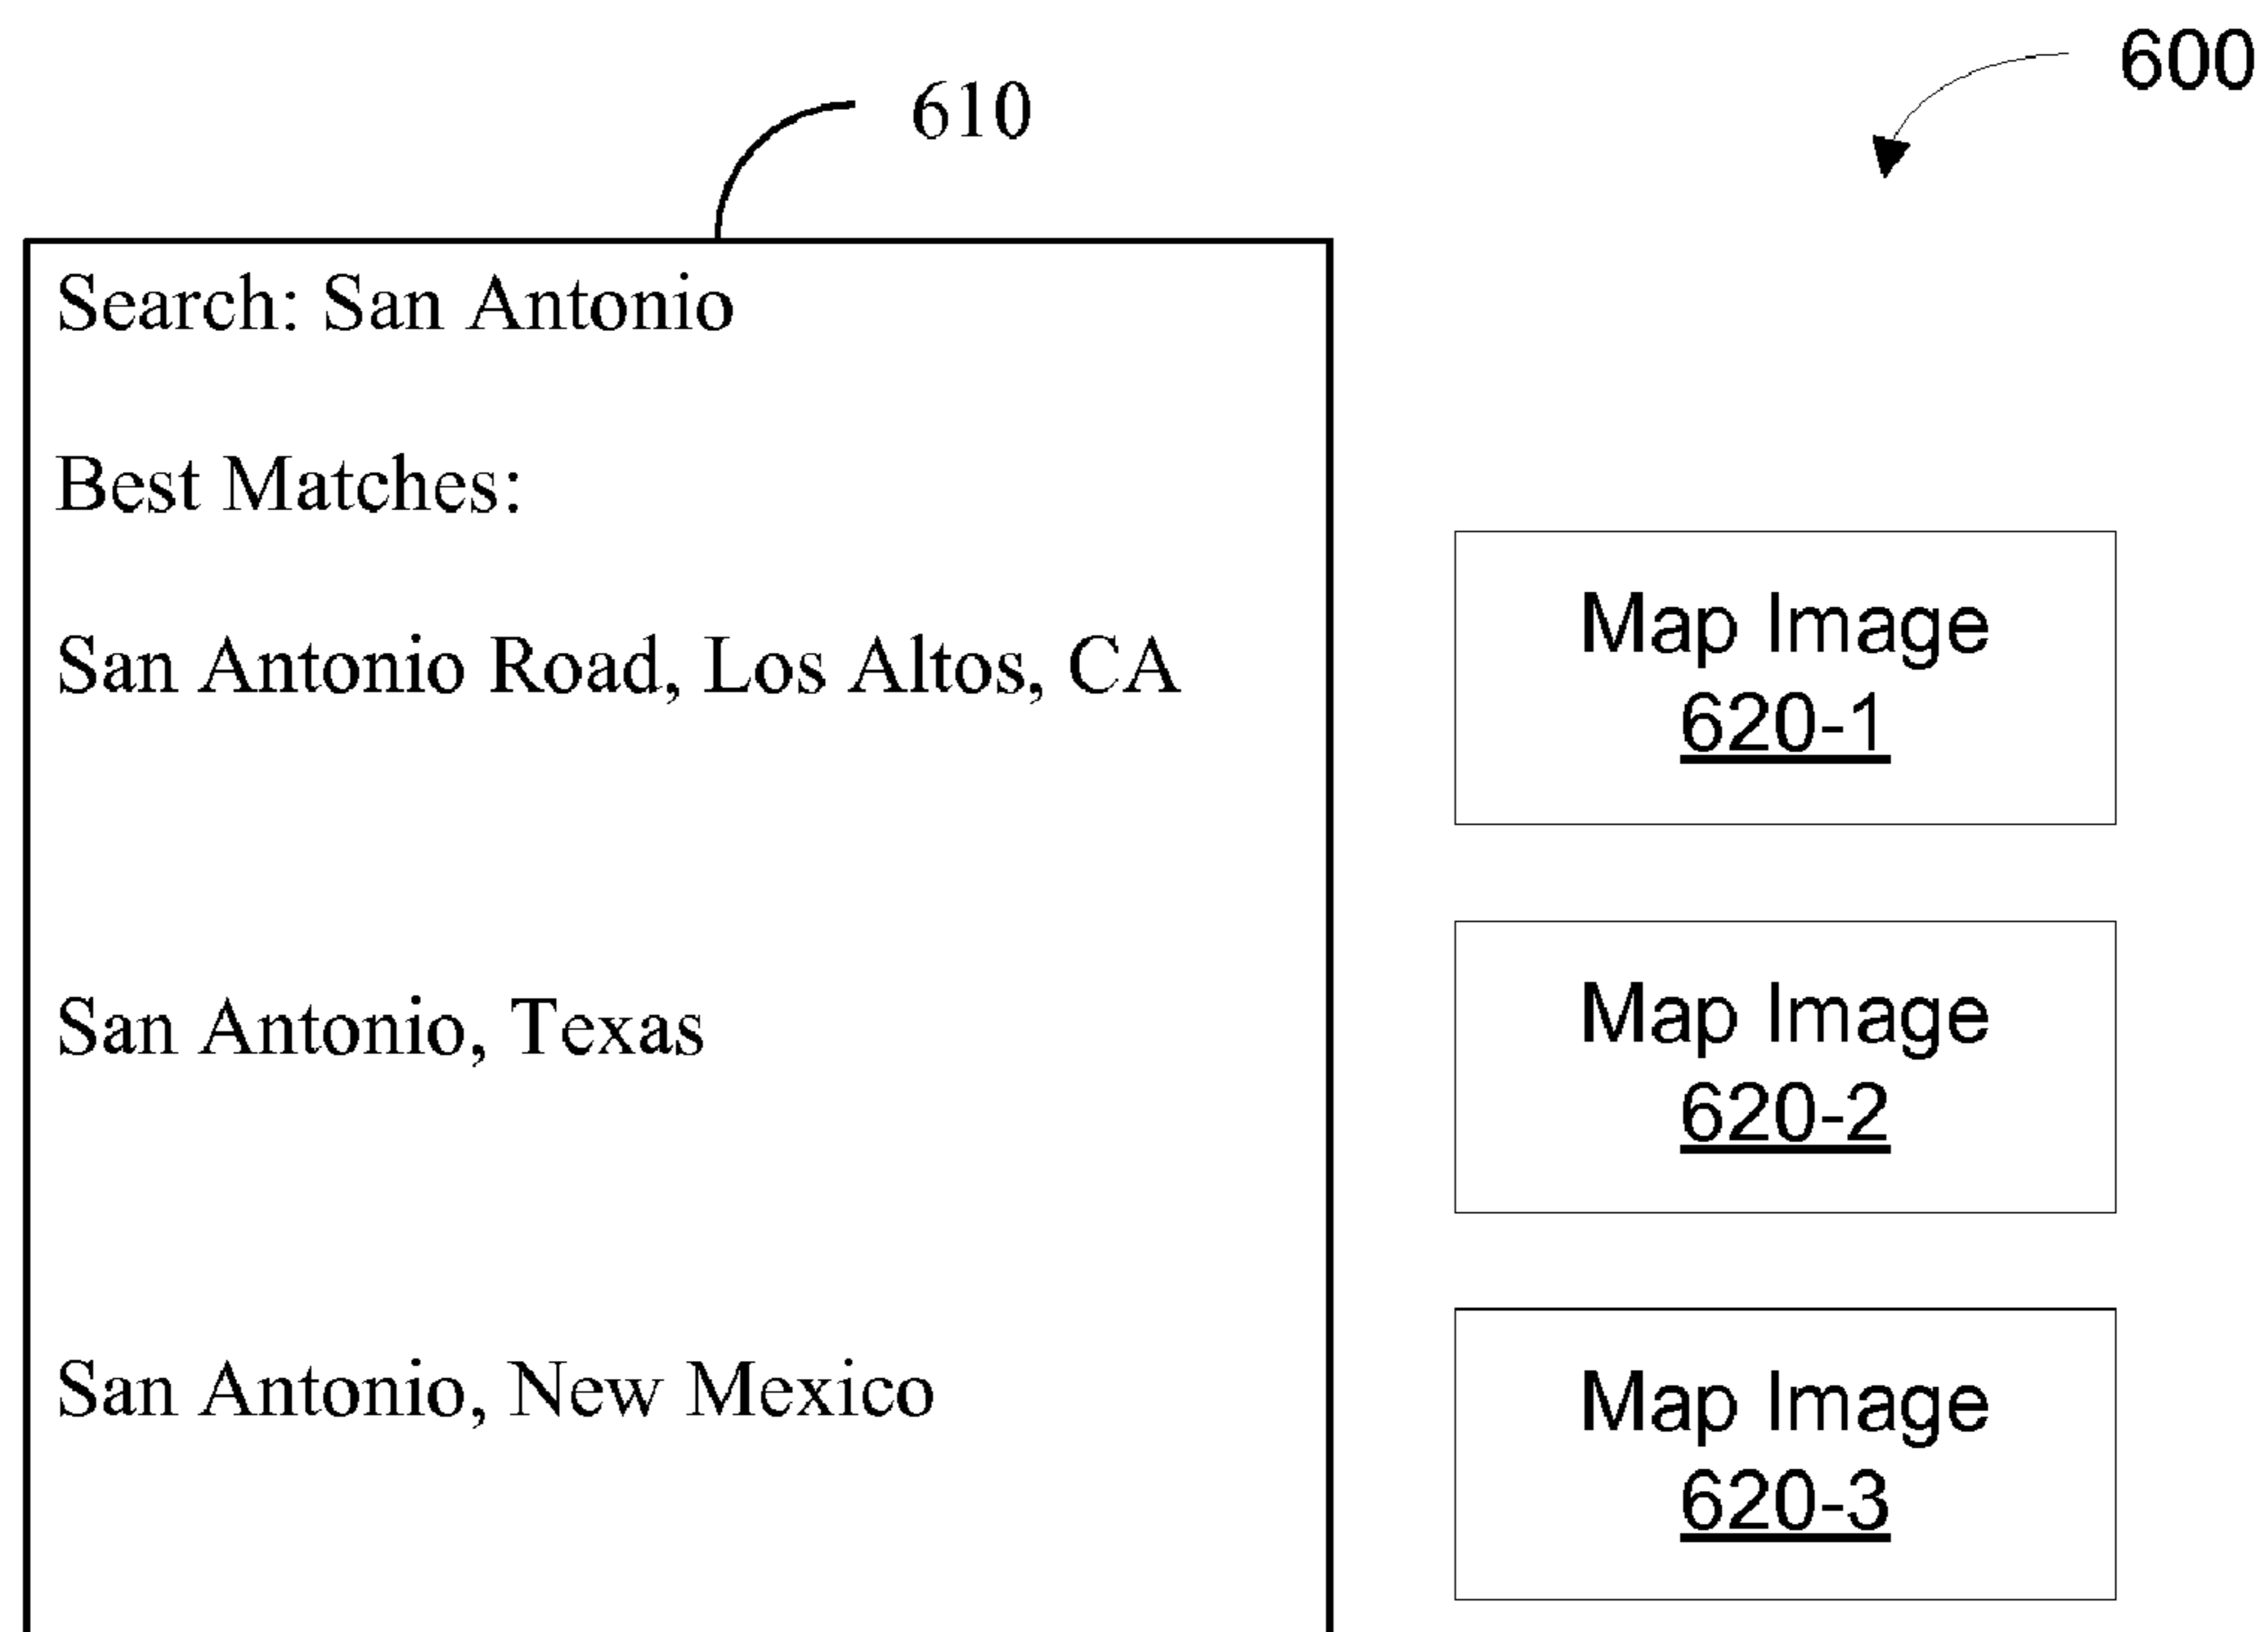 600
610
Search: San Antonio
Best Matches:
San Antonio Road, Los Altos, CA
Map Image
620-1
San Antonio, Texas
Map Image
620-2
San Antonio, New Mexico
Map Image
620-3